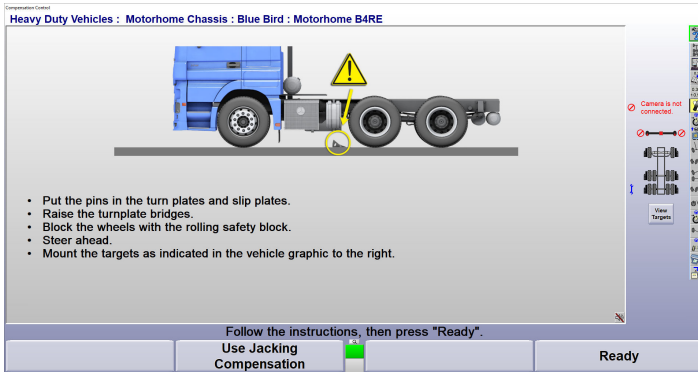 Compensation Control
Heavy Duty Vehicles : Motorhome Chassis : Blue Bird : Motorhome B4RE
Camera is not
connected.
• Put the pins in the turn plates and slip plates.
• Raise the turnplate bridges.
• Block the wheels with the rolling safety block.
• Steer ahead.
• Mount the targets as indicated in the vehicle graphic to the right.
View
Targets
Follow the instructions, then press "Ready".
Use Jacking
Compensation
Ready